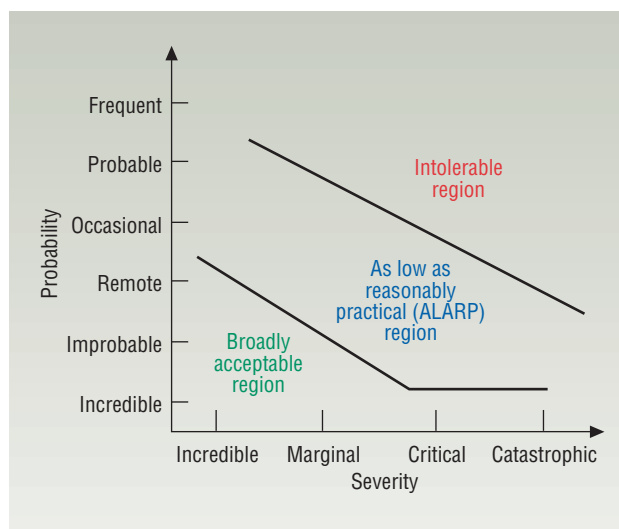 Frequent
Probable
Occasional
Remote
Improbable
Incredible
Probability
Intolerable
region
As low as
reasonably
practical (ALARP)
region
Broadly
acceptable
region
Incredible
Marginal
Critical
Catastrophic
Severity